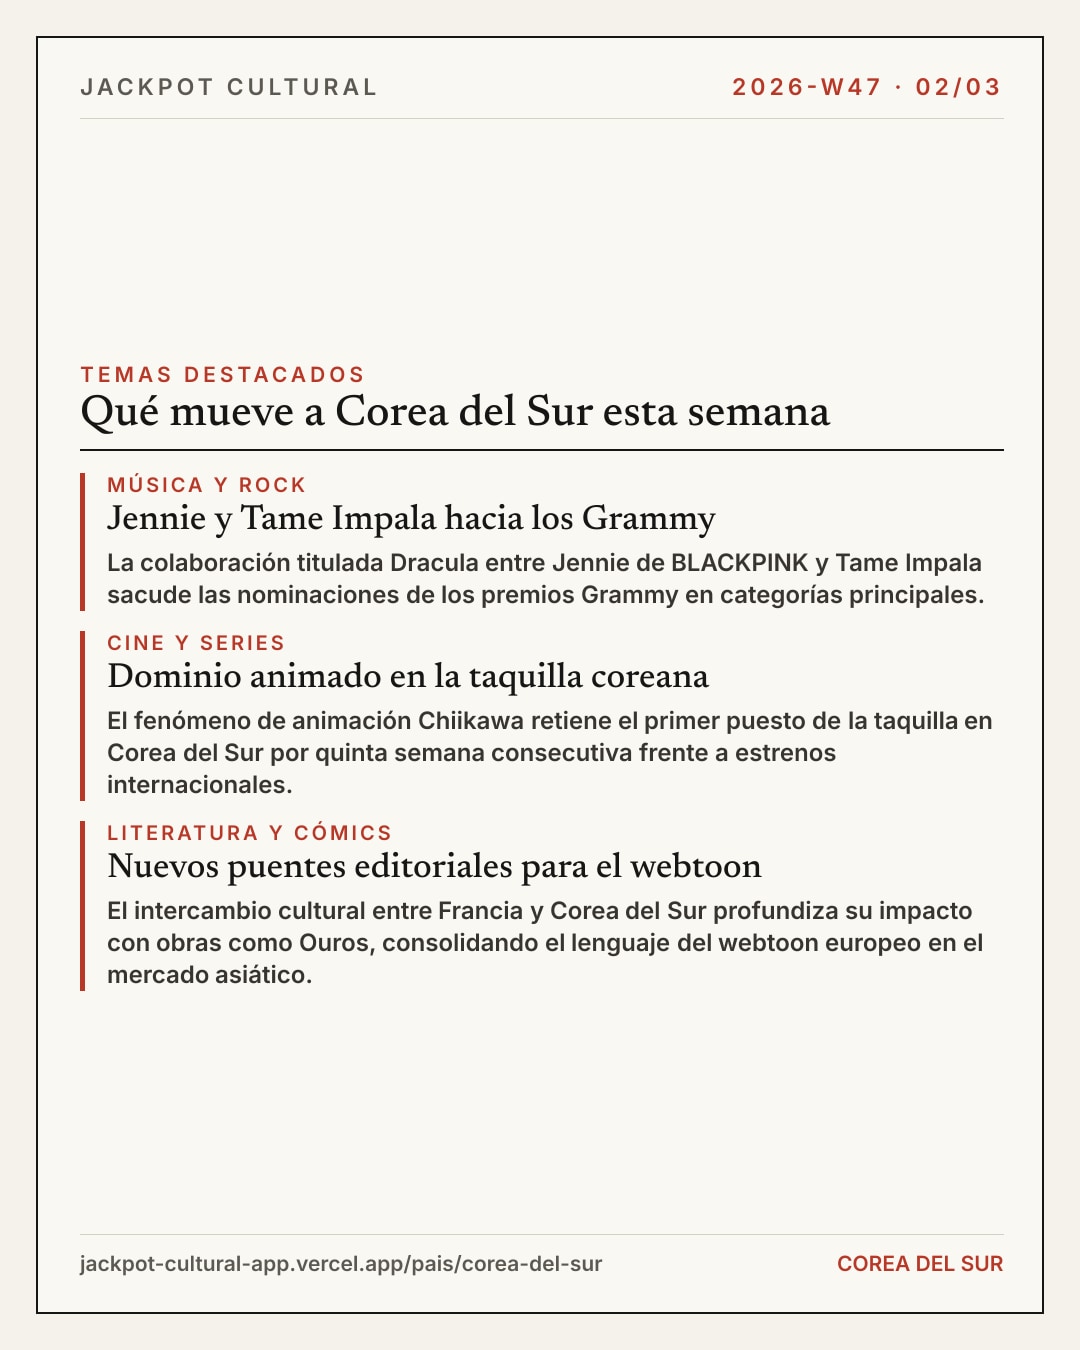 JACKPOT CULTURAL
2026-W47 · 02/03
TEMAS DESTACADOS
Qué mueve a Corea del Sur esta semana
MÚSICA Y ROCK
Jennie y Tame Impala hacia los Grammy
La colaboración titulada Dracula entre Jennie de BLACKPINK y Tame Impala
sacude las nominaciones de los premios Grammy en categorías principales.
CINE Y SERIES
Dominio animado en la taquilla coreana
El fenómeno de animación Chiikawa retiene el primer puesto de la taquilla en
Corea del Sur por quinta semana consecutiva frente a estrenos
internacionales.
LITERATURA Y CÓMICS
Nuevos puentes editoriales para el webtoon
El intercambio cultural entre Francia y Corea del Sur profundiza su impacto
con obras como Ouros, consolidando el lenguaje del webtoon europeo en el
mercado asiático.
jackpot-cultural-app.vercel.app/pais/corea-del-sur
COREA DEL SUR